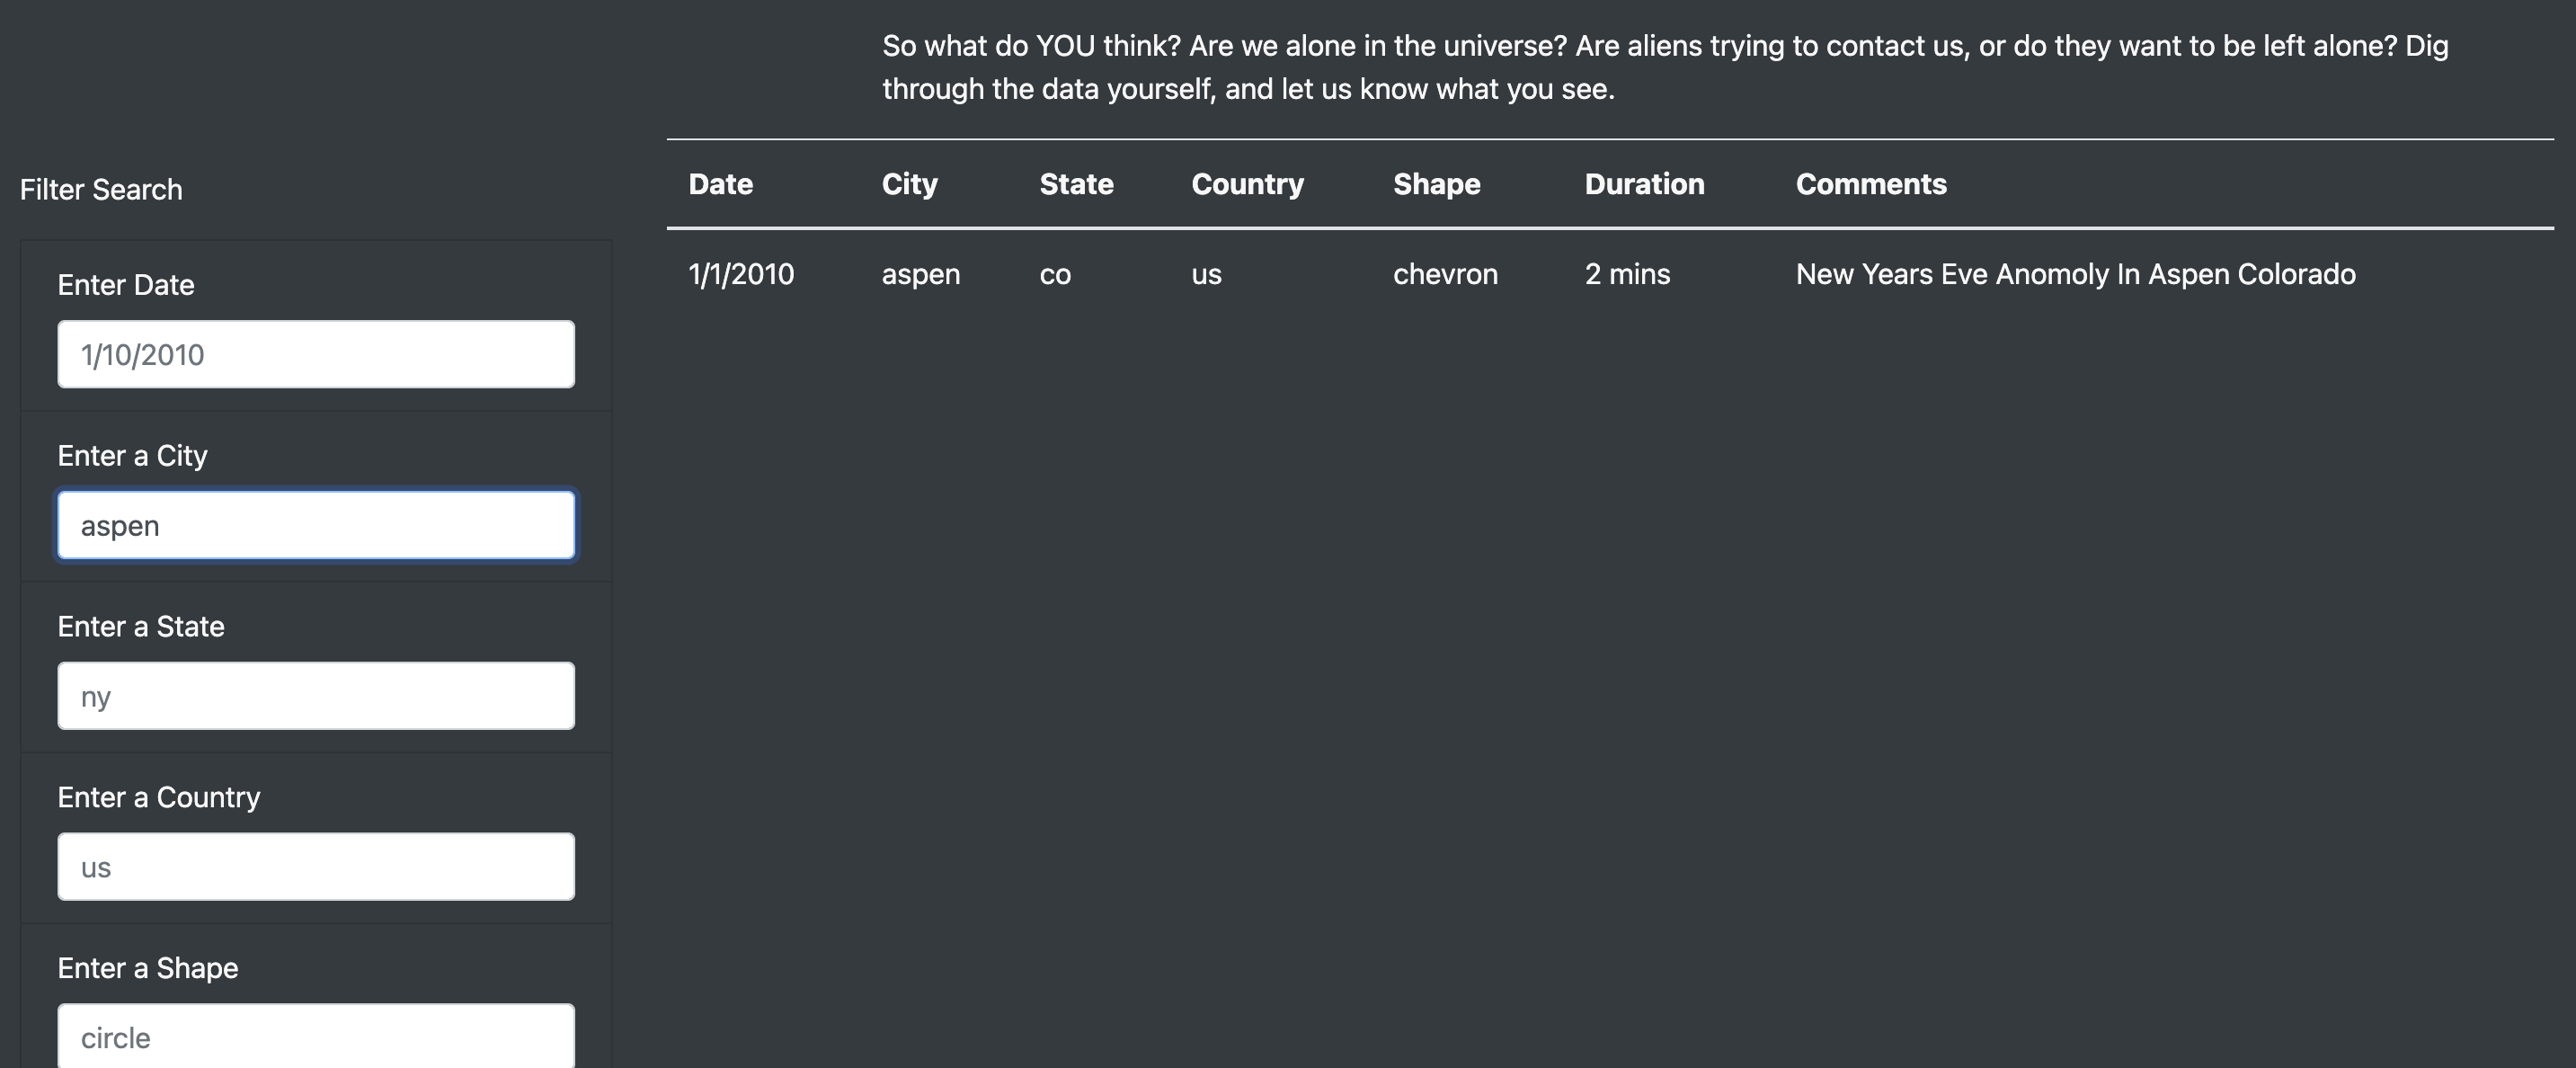 So what do YOU think? Are we alone in the universe? Are aliens trying to contact us, or do they want to be left alone? Dig
through the data yourself, and let us know what you see.
Filter Search
Enter Date
1/10/2010
Enter a City
aspen
Enter a State
ny
Enter a Country
us
Enter a Shape
circle
Date City State Country Shape Duration Comments
1/1/2010 aspen co us chevron 2 mins New Years Eve Anomoly In Aspen Colorado